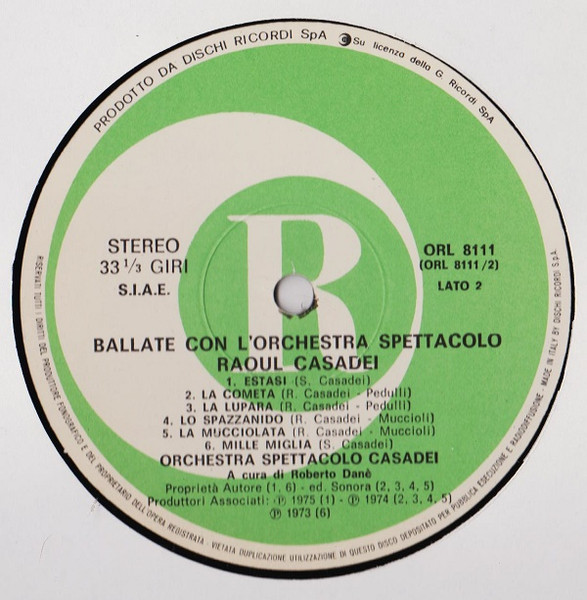 PRODOTTO DA DISCHI RICORDI SpA
Su licenza della G. Ricordi SpA
R
STEREO
33 1/3 GIRI
S.I.A.E.
ORL 8111
(ORL 8111/2)
LATO 2
BALLATE CON L'ORCHESTRA SPETTACOLO
RAOUL CASADEI
1. ESTASI (S. Casadei)
2. LA COMETA (R. Casadei - Pedulli)
3. LA LUPARA (R. Casadei - Pedulli)
4. LO SPAZZANIDO (R. Casadei - Muccioli)
5. LA MUCCIOLATA (R. Casadei - Muccioli)
6. MILLE MIGLIA (S. Casadei)
ORCHESTRA SPETTACOLO CASADEI
A cura di Roberto Danè
Proprietà Autore (1, 6) - ed. Sonora (2, 3, 4, 5)
Produttori Associati: ℗ 1975 (1) - ℗ 1974 (2, 3, 4, 5)
℗ 1973 (6)
RISERVATI TUTTI I DIRITTI DEL PRODUTTORE FONOGRAFICO E DEL PROPRIETARIO DELL'OPERA REGISTRATA - VIETATA DUPLICAZIONE UTILIZZAZIONE DI QUESTO DISCO DEPOSITATO PER PUBBLICA ESECUZIONE E RADIODIFFUSIONE - MADE IN ITALY BY DISCHI RICORDI S.p.A.